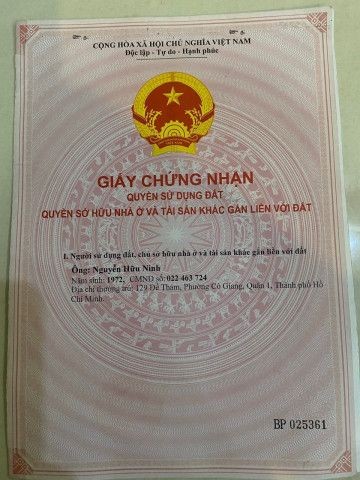 CỘNG HÒA XÃ HỘI CHỦ NGHĨA VIỆT NAM
Độc lập - Tự do - Hạnh phúc
GIẤY CHỨNG NHẬN
QUYỀN SỬ DỤNG ĐẤT
QUYỀN SỞ HỮU NHÀ Ở VÀ TÀI SẢN KHÁC GẮN LIỀN VỚI ĐẤT
I. Người sử dụng đất, chủ sở hữu nhà ở và tài sản khác gắn liền với đất
Ông: Nguyễn Hữu Ninh
Năm sinh: 1972, CMND số: 022 463 724
Địa chỉ thường trú: 129 Đề Thám, Phường Cô Giang, Quận 1, Thành phố Hồ
Chí Minh.
BP 025361